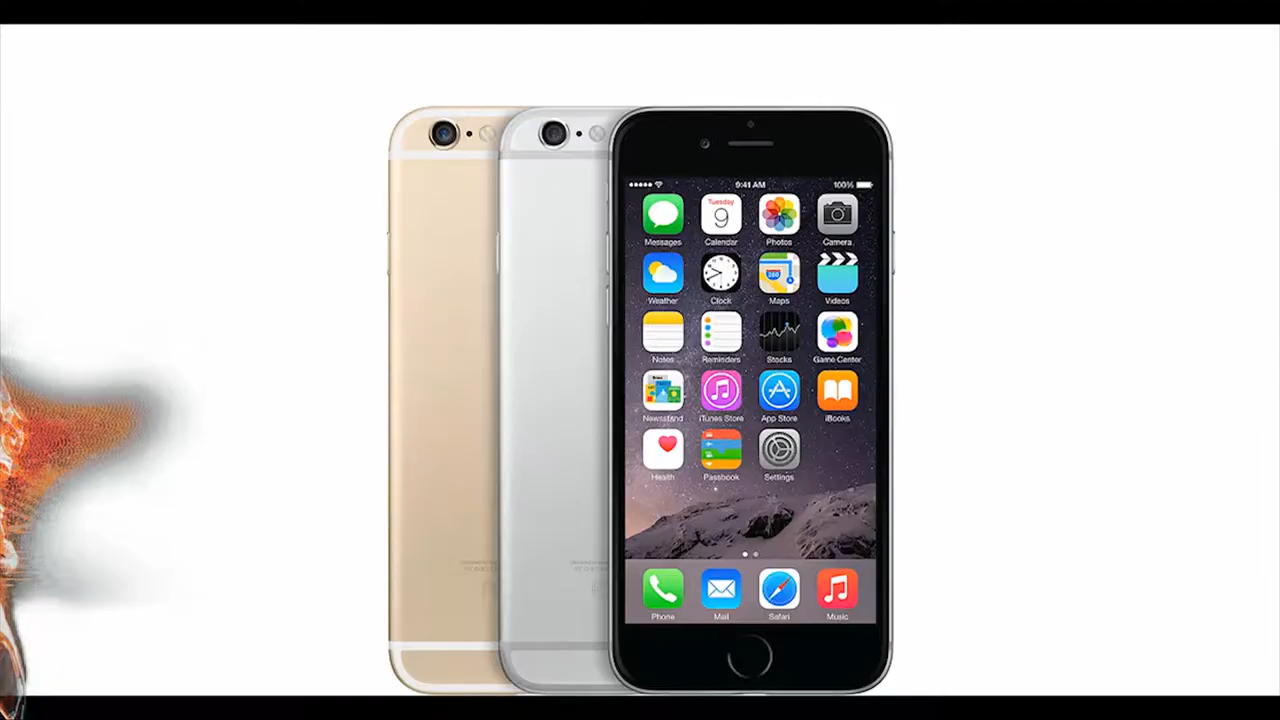 9:41 AM 100%
Tuesday
9
Messages Calendar Photos Camera
280
Weather Clock Maps Videos
Notes Reminders Stocks Game Center
Newsstand iTunes Store App Store iBooks
Health Passbook Settings
Phone Mail Safari Music